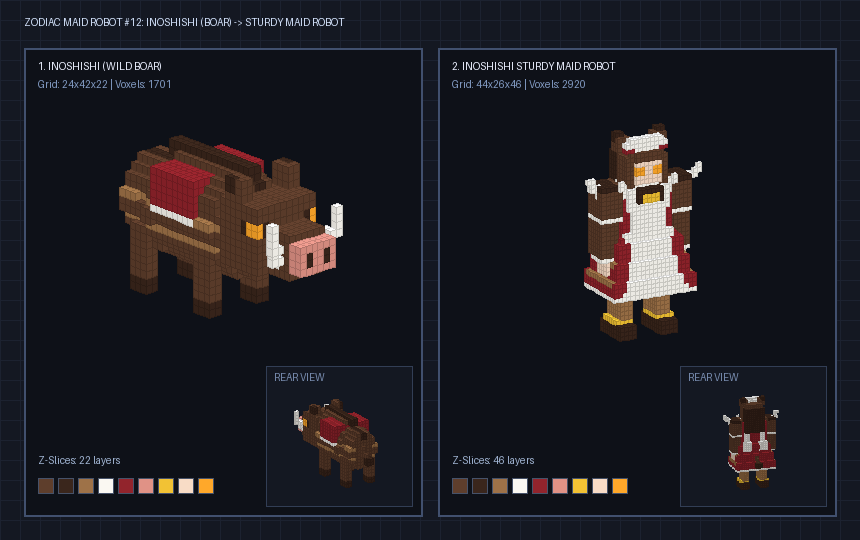 ZODIAC MAID ROBOT #12: INOSHISHI (BOAR) -> STURDY MAID ROBOT
1. INOSHISHI (WILD BOAR)
Grid: 24x42x22 | Voxels: 1701
REAR VIEW
Z-Slices: 22 layers
2. INOSHISHI STURDY MAID ROBOT
Grid: 44x26x46 | Voxels: 2920
REAR VIEW
Z-Slices: 46 layers